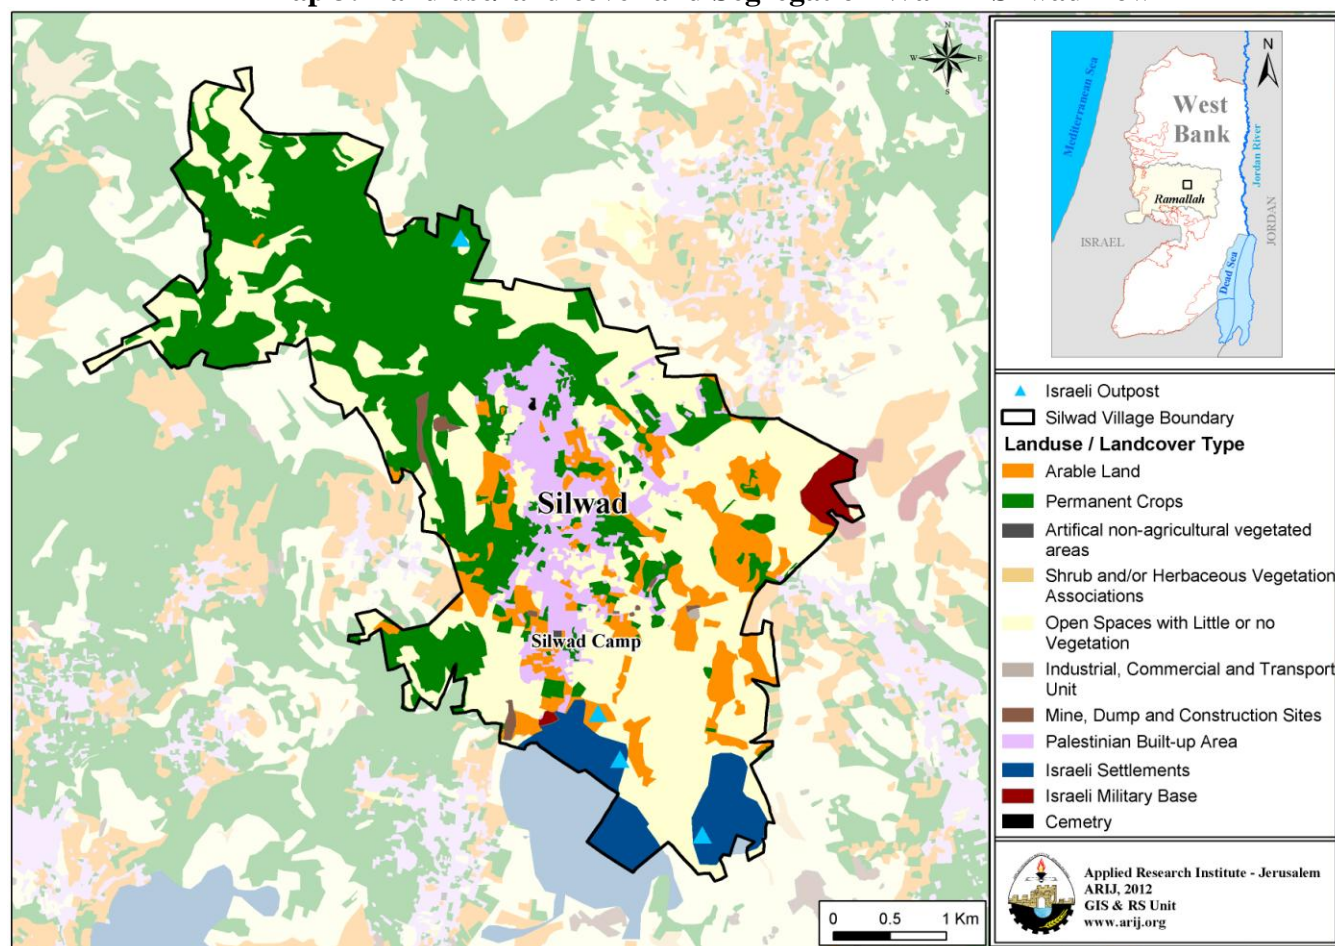 N
W
E
S
Silwad
Silwad Camp
0 0.5 1 Km
N
Mediterranean Sea
West
Bank
Jordan River
Ramallah
ISRAEL
JORDAN
Dead Sea
Israeli Outpost
Silwad Village Boundary
Landuse / Landcover Type
Arable Land
Permanent Crops
Artifical non-agricultural vegetated
areas
Shrub and/or Herbaceous Vegetation
Associations
Open Spaces with Little or no
Vegetation
Industrial, Commercial and Transport
Unit
Mine, Dump and Construction Sites
Palestinian Built-up Area
Israeli Settlements
Israeli Military Base
Cemetry
Applied Research Institute - Jerusalem
ARIJ, 2012
GIS & RS Unit
www.arij.org